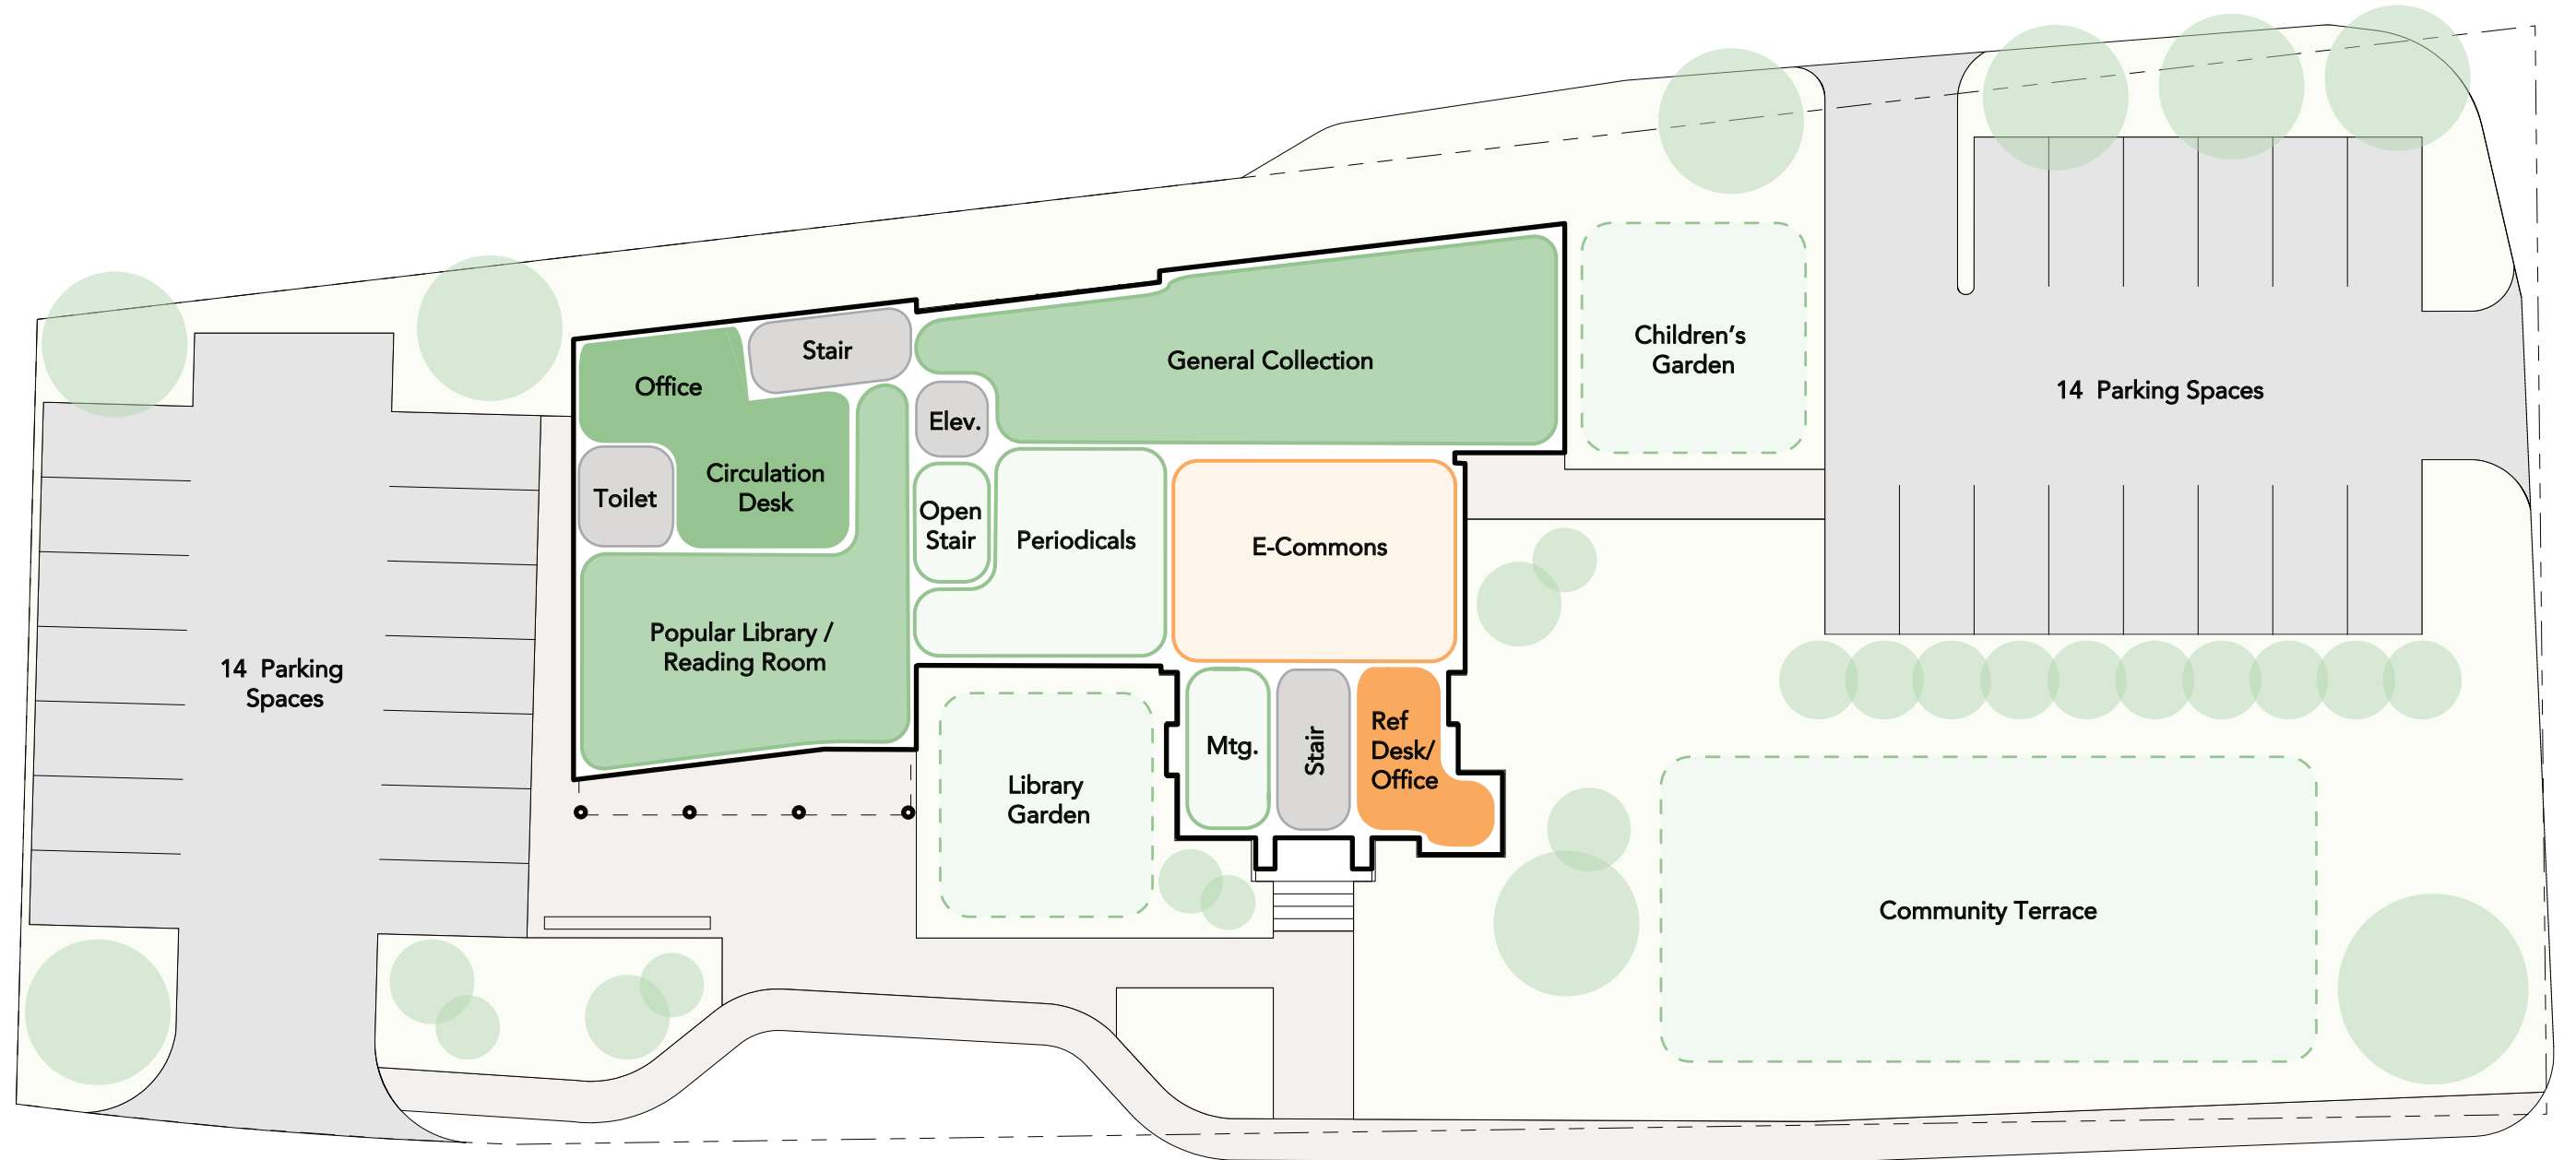 Stair
Office
General Collection
Children's
Garden
14 Parking Spaces
Elev.
Circulation
Desk
Toilet
Open
Stair
Periodicals
E-Commons
Popular Library /
Reading Room
14 Parking
Spaces
Mtg.
Stair
Ref
Desk/
Office
Library
Garden
Community Terrace